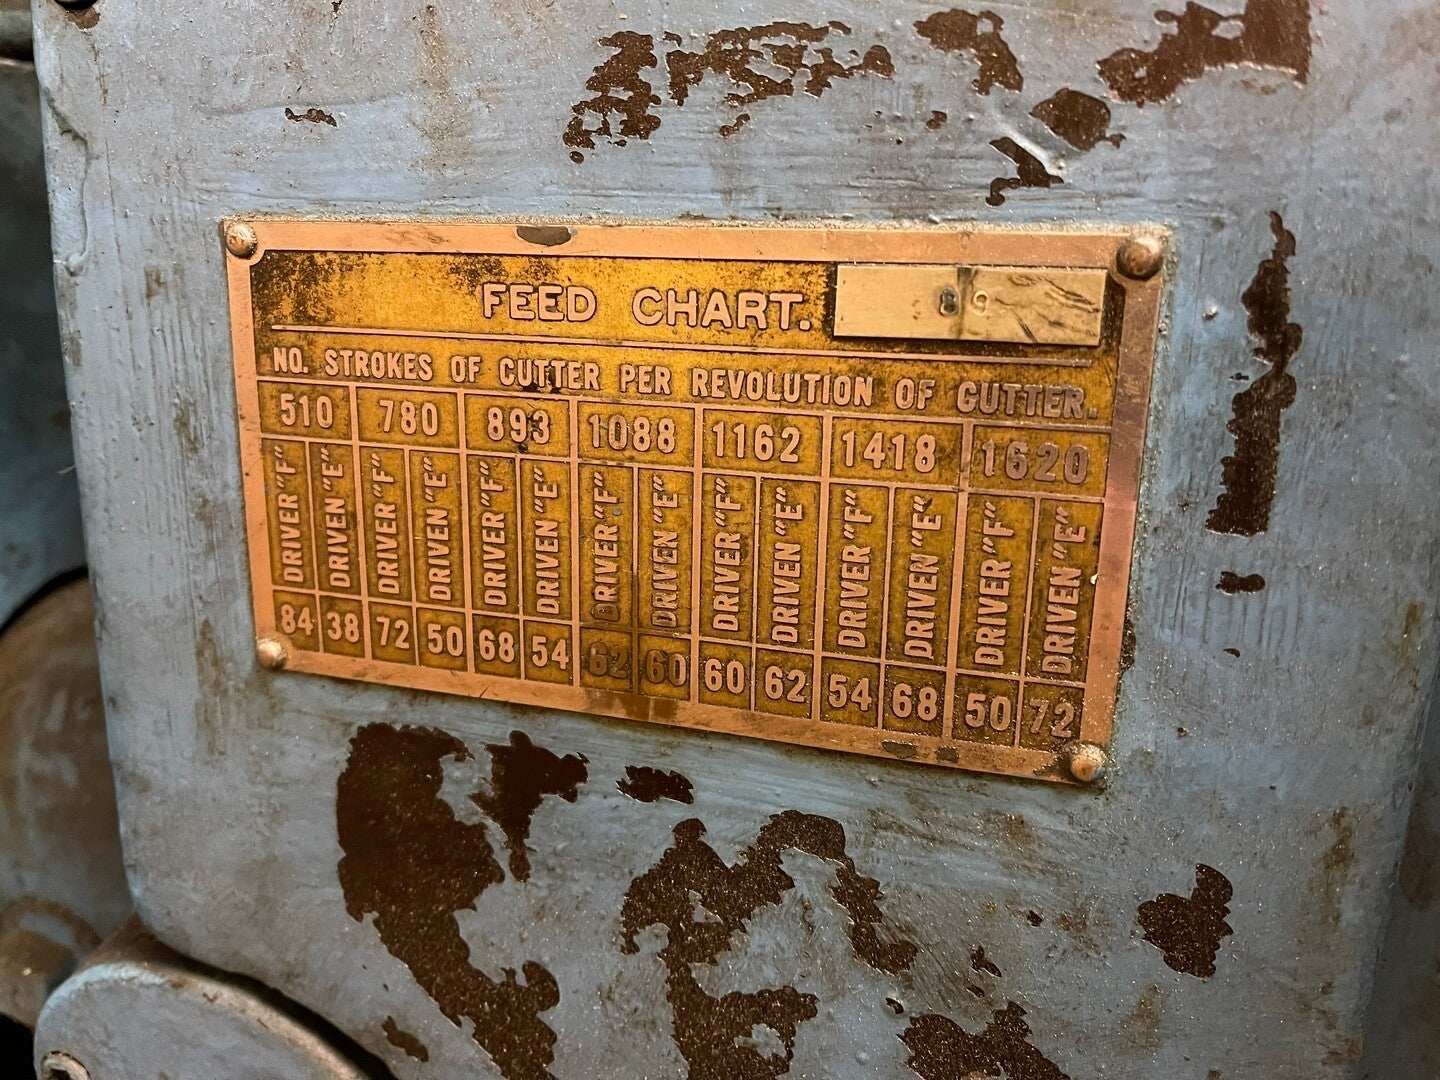 FEED CHART.
89
NO. STROKES OF CUTTER PER REVOLUTION OF CUTTER.
510 780 893 1088 1162 1418 1620
DRIVER "F" DRIVEN "E" DRIVER "F" DRIVEN "E" DRIVER "F" DRIVEN "E" DRIVER "F" DRIVEN "E" DRIVER "F" DRIVEN "E" DRIVER "F" DRIVEN "E" DRIVER "F" DRIVEN "E"
84 38 72 50 68 54 62 60 60 62 54 68 50 72